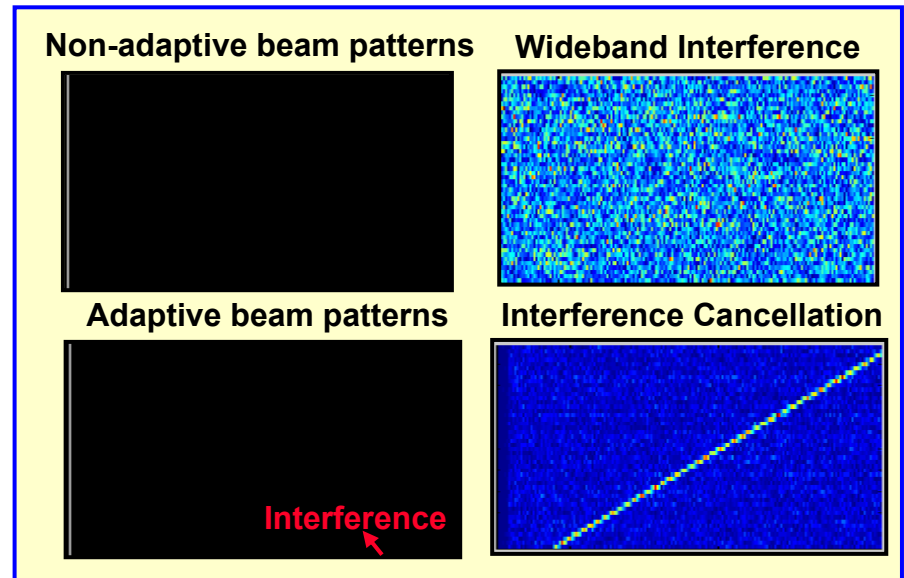 Non-adaptive beam patterns
Wideband Interference
Adaptive beam patterns
Interference Cancellation
Interference